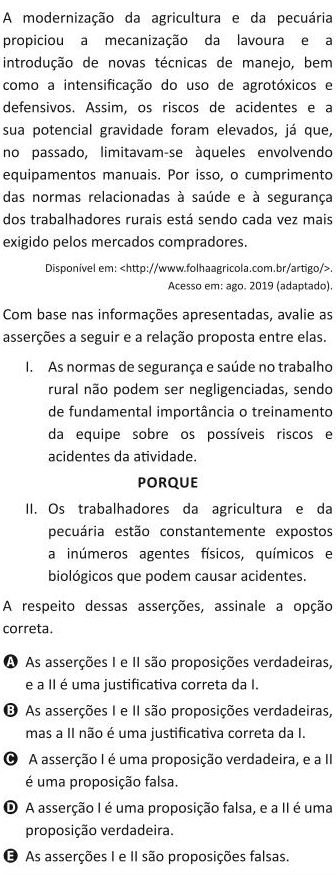 A modernização da agricultura e da pecuária
propiciou a mecanização da lavoura e a
introdução de novas técnicas de manejo, bem
como a intensificação do uso de agrotóxicos e
defensivos. Assim, os riscos de acidentes e a
sua potencial gravidade foram elevados, já que,
no passado, limitavam-se àqueles envolvendo
equipamentos manuais. Por isso, o cumprimento
das normas relacionadas à saúde e à segurança
dos trabalhadores rurais está sendo cada vez mais
exigido pelos mercados compradores.
Disponível em: <http://www.folhaagricola.com.br/artigo/>.
Acesso em: ago. 2019 (adaptado).
Com base nas informações apresentadas, avalie as
asserções a seguir e a relação proposta entre elas.
I. As normas de segurança e saúde no trabalho
rural não podem ser negligenciadas, sendo
de fundamental importância o treinamento
da equipe sobre os possíveis riscos e
acidentes da atividade.
PORQUE
II. Os trabalhadores da agricultura e da
pecuária estão constantemente expostos
a inúmeros agentes físicos, químicos e
biológicos que podem causar acidentes.
A respeito dessas asserções, assinale a opção
correta.
A As asserções I e II são proposições verdadeiras,
e a II é uma justificativa correta da I.
B As asserções I e II são proposições verdadeiras,
mas a II não é uma justificativa correta da I.
C A asserção I é uma proposição verdadeira, e a II
é uma proposição falsa.
D A asserção I é uma proposição falsa, e a II é uma
proposição verdadeira.
E As asserções I e II são proposições falsas.